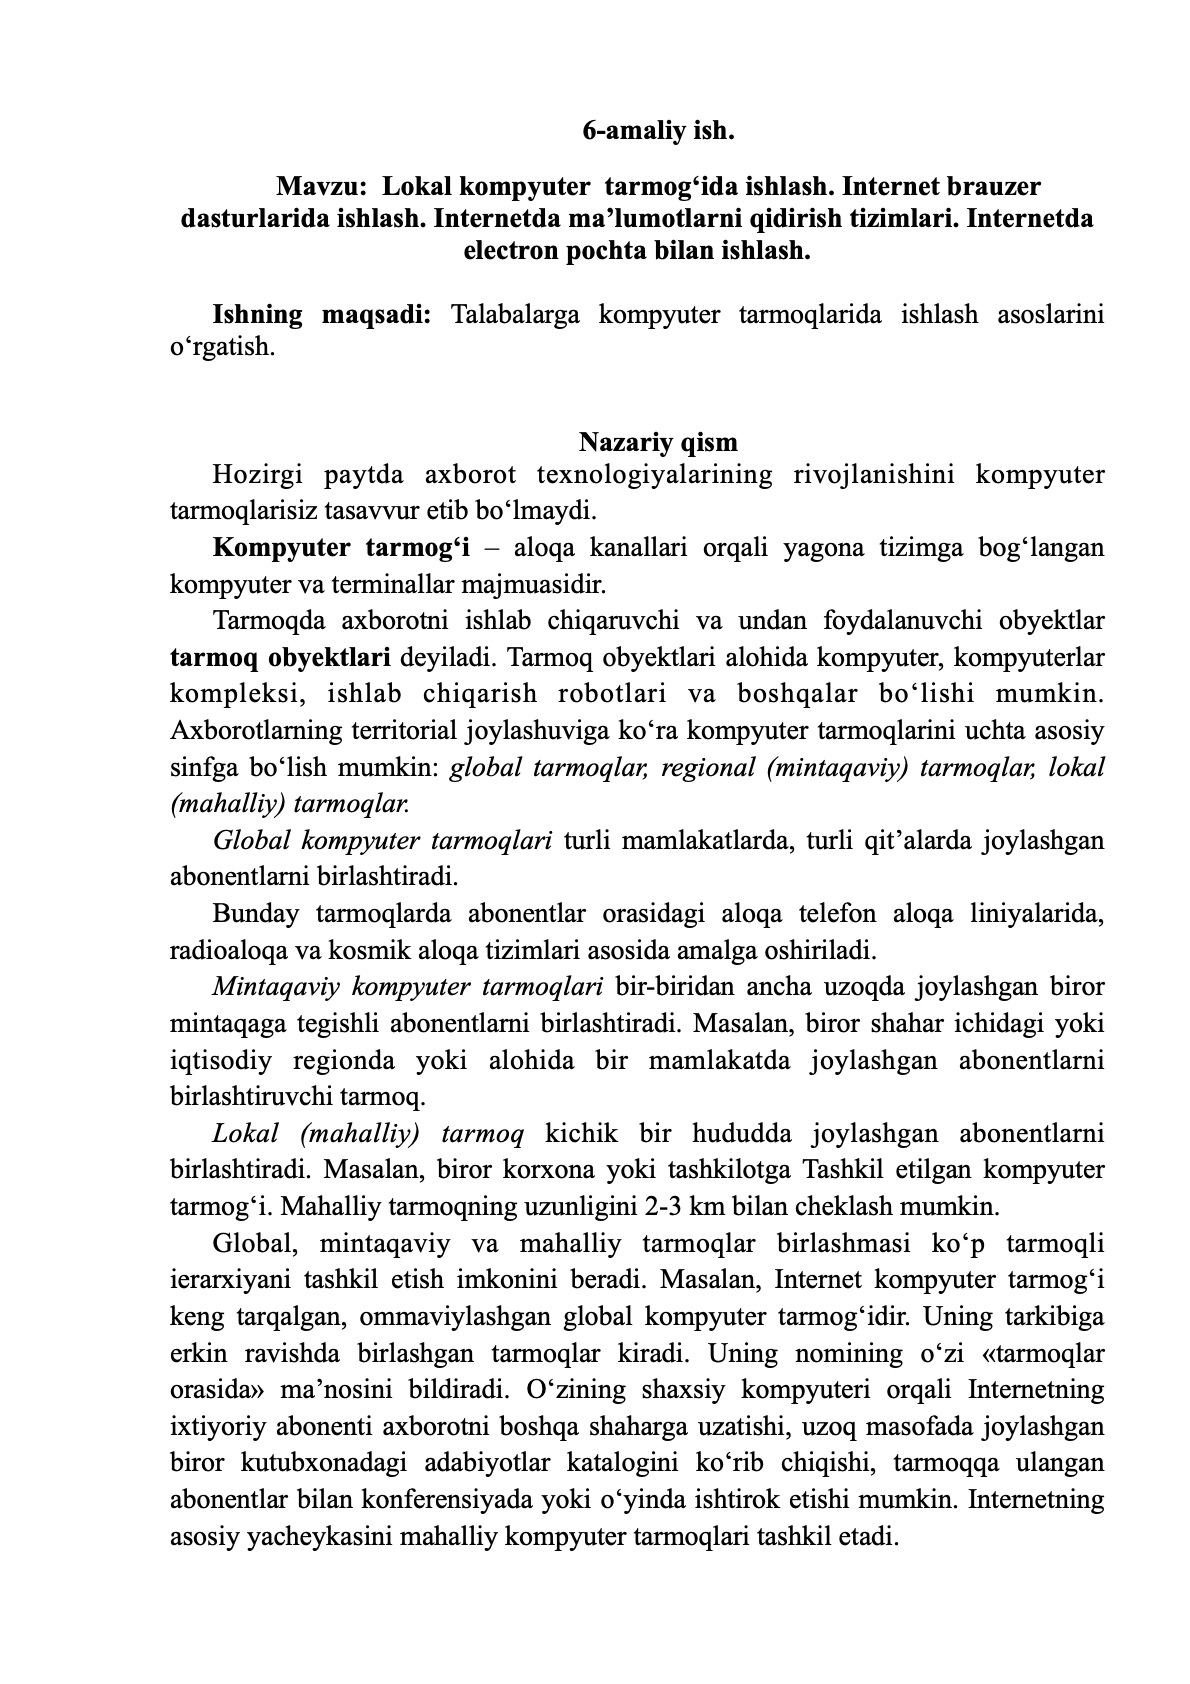 6-amaliy ish.
Mavzu:  Lokal kompyuter  tarmog‘ida ishlash. Internet brauzer
dasturlarida ishlash. Internetda ma’lumotlarni qidirish tizimlari. Internetda
electron pochta bilan ishlash.
Ishning maqsadi: Talabalarga kompyuter tarmoqlarida ishlash asoslarini
o‘rgatish.
Nazariy qism
Hozirgi paytda axborot texnologiyalarining rivojlanishini kompyuter
tarmoqlarisiz tasavvur etib bo‘lmaydi.
Kompyuter tarmog‘i – aloqa kanallari orqali yagona tizimga bog‘langan
kompyuter va terminallar majmuasidir.
Tarmoqda axborotni ishlab chiqaruvchi va undan foydalanuvchi obyektlar
tarmoq obyektlari deyiladi. Tarmoq obyektlari alohida kompyuter, kompyuterlar
kompleksi, ishlab chiqarish robotlari va boshqalar bo‘lishi mumkin.
Axborotlarning territorial joylashuviga ko‘ra kompyuter tarmoqlarini uchta asosiy
sinfga bo‘lish mumkin: global tarmoqlar, regional (mintaqaviy) tarmoqlar, lokal
(mahalliy) tarmoqlar.
Global kompyuter tarmoqlari turli mamlakatlarda, turli qit’alarda joylashgan
abonentlarni birlashtiradi.
Bunday tarmoqlarda abonentlar orasidagi aloqa telefon aloqa liniyalarida,
radioaloqa va kosmik aloqa tizimlari asosida amalga oshiriladi.
Mintaqaviy kompyuter tarmoqlari bir-biridan ancha uzoqda joylashgan biror
mintaqaga tegishli abonentlarni birlashtiradi. Masalan, biror shahar ichidagi yoki
iqtisodiy regionda yoki alohida bir mamlakatda joylashgan abonentlarni
birlashtiruvchi tarmoq.
Lokal (mahalliy) tarmoq kichik bir hududda joylashgan abonentlarni
birlashtiradi. Masalan, biror korxona yoki tashkilotga Tashkil etilgan kompyuter
tarmog‘i. Mahalliy tarmoqning uzunligini 2-3 km bilan cheklash mumkin.
Global, mintaqaviy va mahalliy tarmoqlar birlashmasi ko‘p tarmoqli
ierarxiyani tashkil etish imkonini beradi. Masalan, Internet kompyuter tarmog‘i
keng tarqalgan, ommaviylashgan global kompyuter tarmog‘idir. Uning tarkibiga
erkin ravishda birlashgan tarmoqlar kiradi. Uning nomining o‘zi «tarmoqlar
orasida» ma’nosini bildiradi. O‘zining shaxsiy kompyuteri orqali Internetning
ixtiyoriy abonenti axborotni boshqa shaharga uzatishi, uzoq masofada joylashgan
biror kutubxonadagi adabiyotlar katalogini ko‘rib chiqishi, tarmoqqa ulangan
abonentlar bilan konferensiyada yoki o‘yinda ishtirok etishi mumkin. Internetning
asosiy yacheykasini mahalliy kompyuter tarmoqlari tashkil etadi.